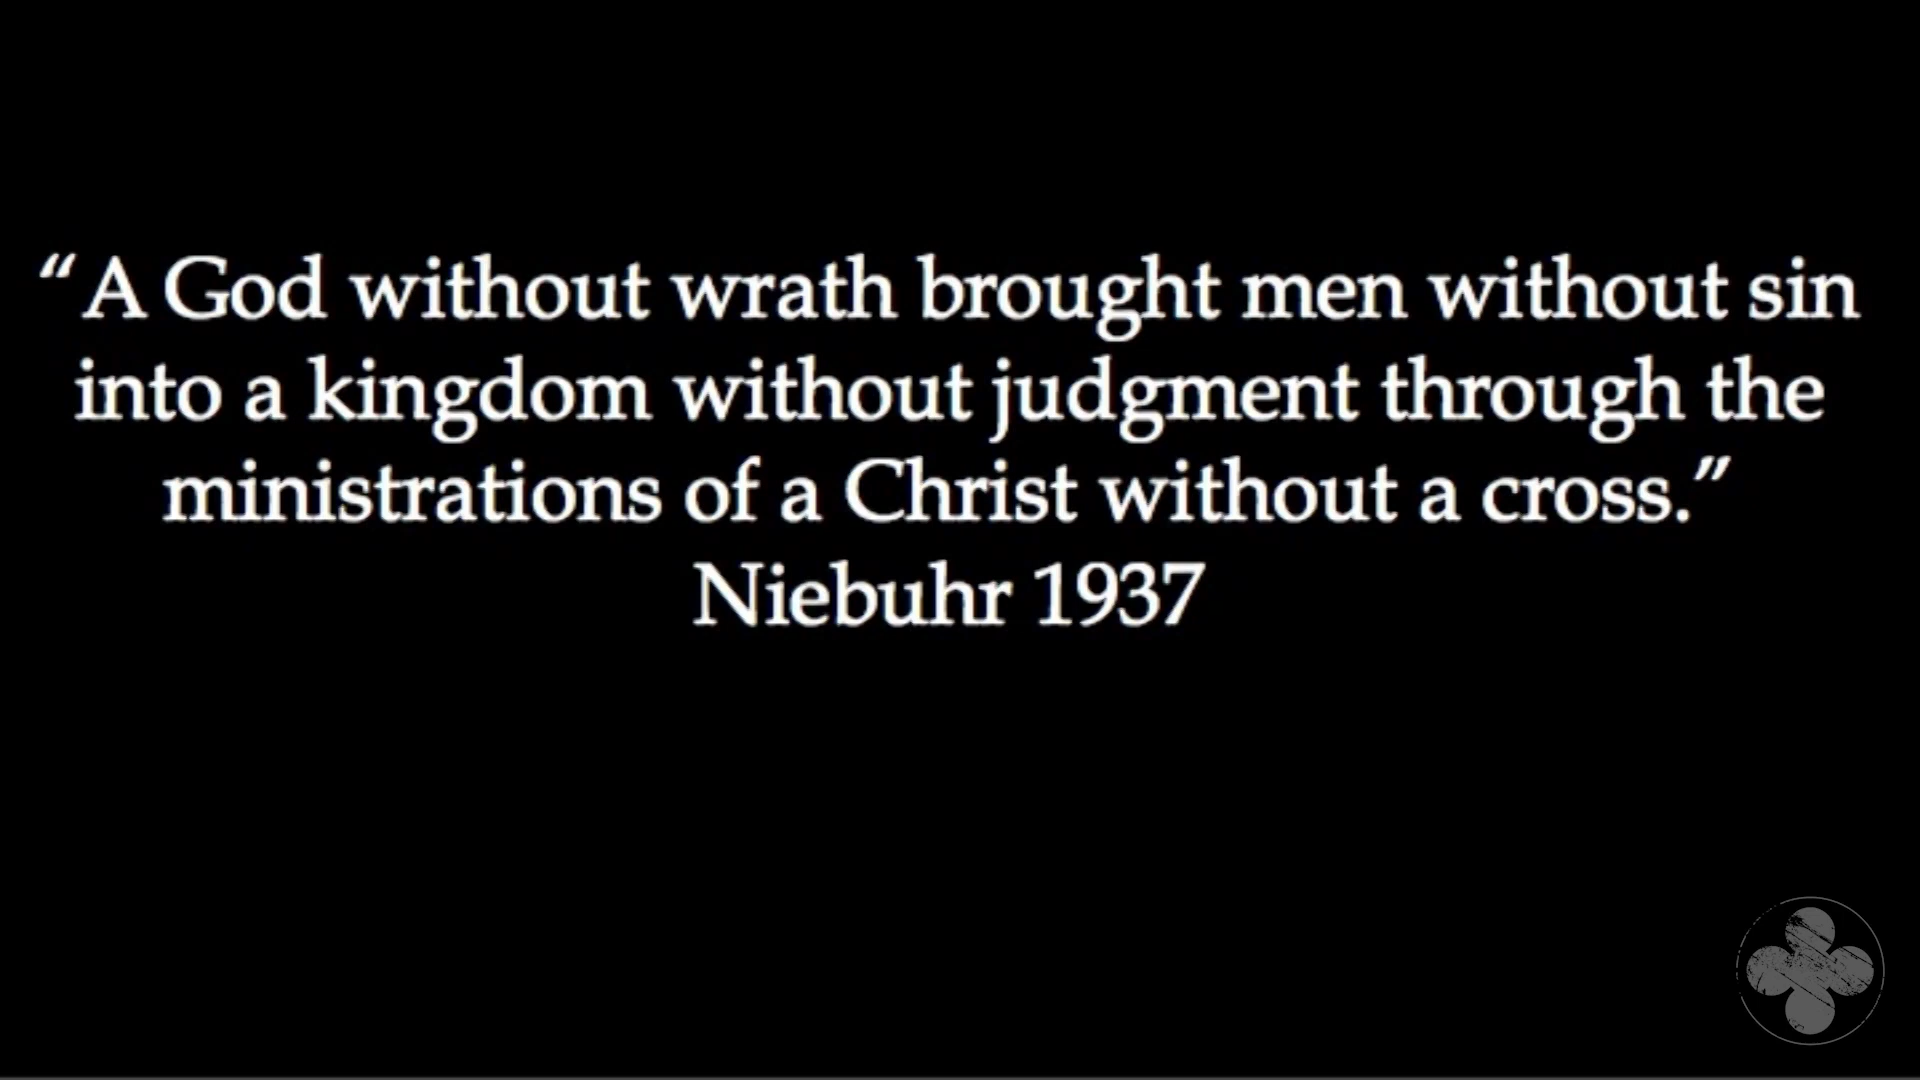 “A God without wrath brought men without sin
into a kingdom without judgment through the
ministrations of a Christ without a cross.”
Niebuhr 1937